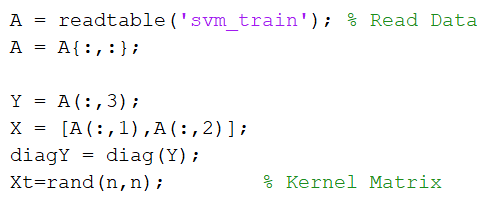 A = readtable('svm_train'); % Read Data
A = A{:,:};
Y = A(:,3);
X = [A(:,1),A(:,2)];
diagY = diag(Y);
Xt=rand(n,n); % Kernel Matrix